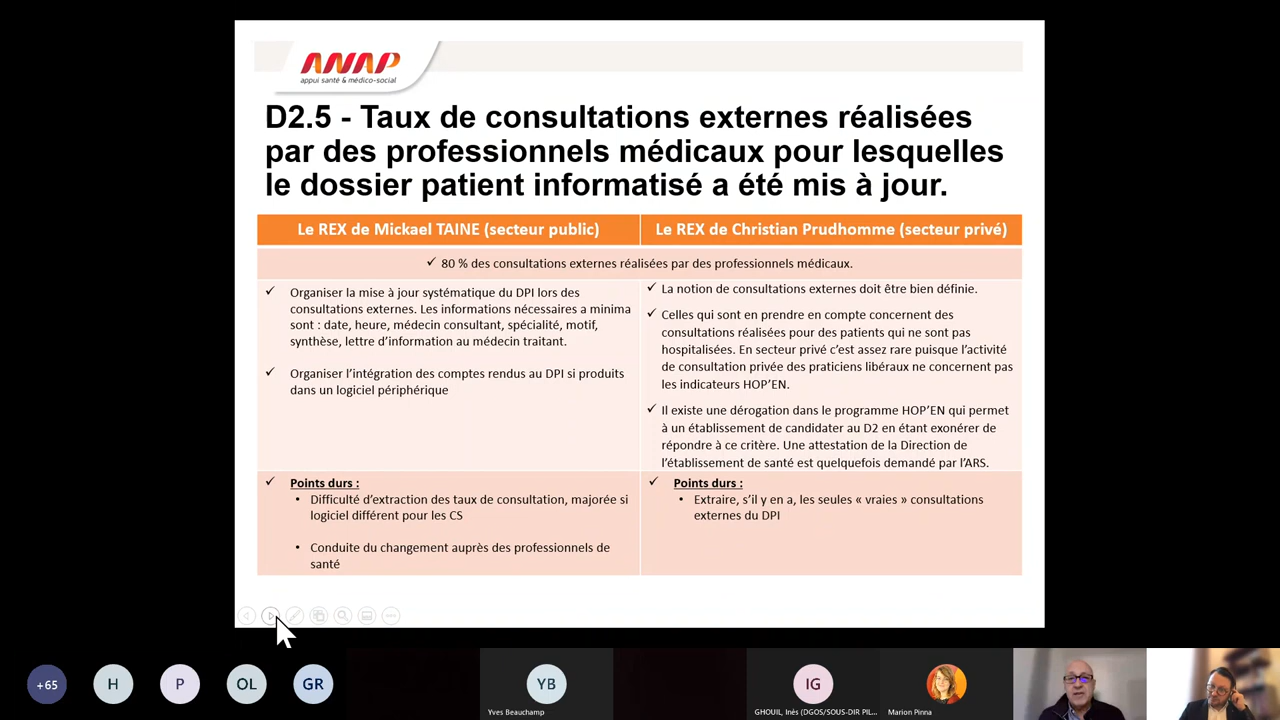 ANAP
appui santé & médico-social
D2.5 - Taux de consultations externes réalisées
par des professionnels médicaux pour lesquelles
le dossier patient informatisé a été mis à jour.
Le REX de Mickael TAINE (secteur public)
Le REX de Christian Prudhomme (secteur privé)
✓ 80 % des consultations externes réalisées par des professionnels médicaux.
✓ Organiser la mise à jour systématique du DPI lors des
consultations externes. Les informations nécessaires a minima
sont : date, heure, médecin consultant, spécialité, motif,
synthèse, lettre d’information au médecin traitant.
✓ Organiser l’intégration des comptes rendus au DPI si produits
dans un logiciel périphérique
✓ La notion de consultations externes doit être bien définie.
✓ Celles qui sont en prendre en compte concernent des
consultations réalisées pour des patients qui ne sont pas
hospitalisées. En secteur privé c’est assez rare puisque l’activité
de consultation privée des praticiens libéraux ne concernent pas
les indicateurs HOP’EN.
✓ Il existe une dérogation dans le programme HOP’EN qui permet
à un établissement de candidater au D2 en étant exonérer de
répondre à ce critère. Une attestation de la Direction de
l’établissement de santé est quelquefois demandé par l’ARS.
✓ Points durs :
• Difficulté d’extraction des taux de consultation, majorée si
logiciel différent pour les CS
• Conduite du changement auprès des professionnels de
santé
✓ Points durs :
• Extraire, s’il y en a, les seules « vraies » consultations
externes du DPI
+65
H
P
OL
GR
YB
Yves Beauchamp
IG
GHOUIL, Inès (DGOS/SOUS-DIR PIL...
Marion Pinna